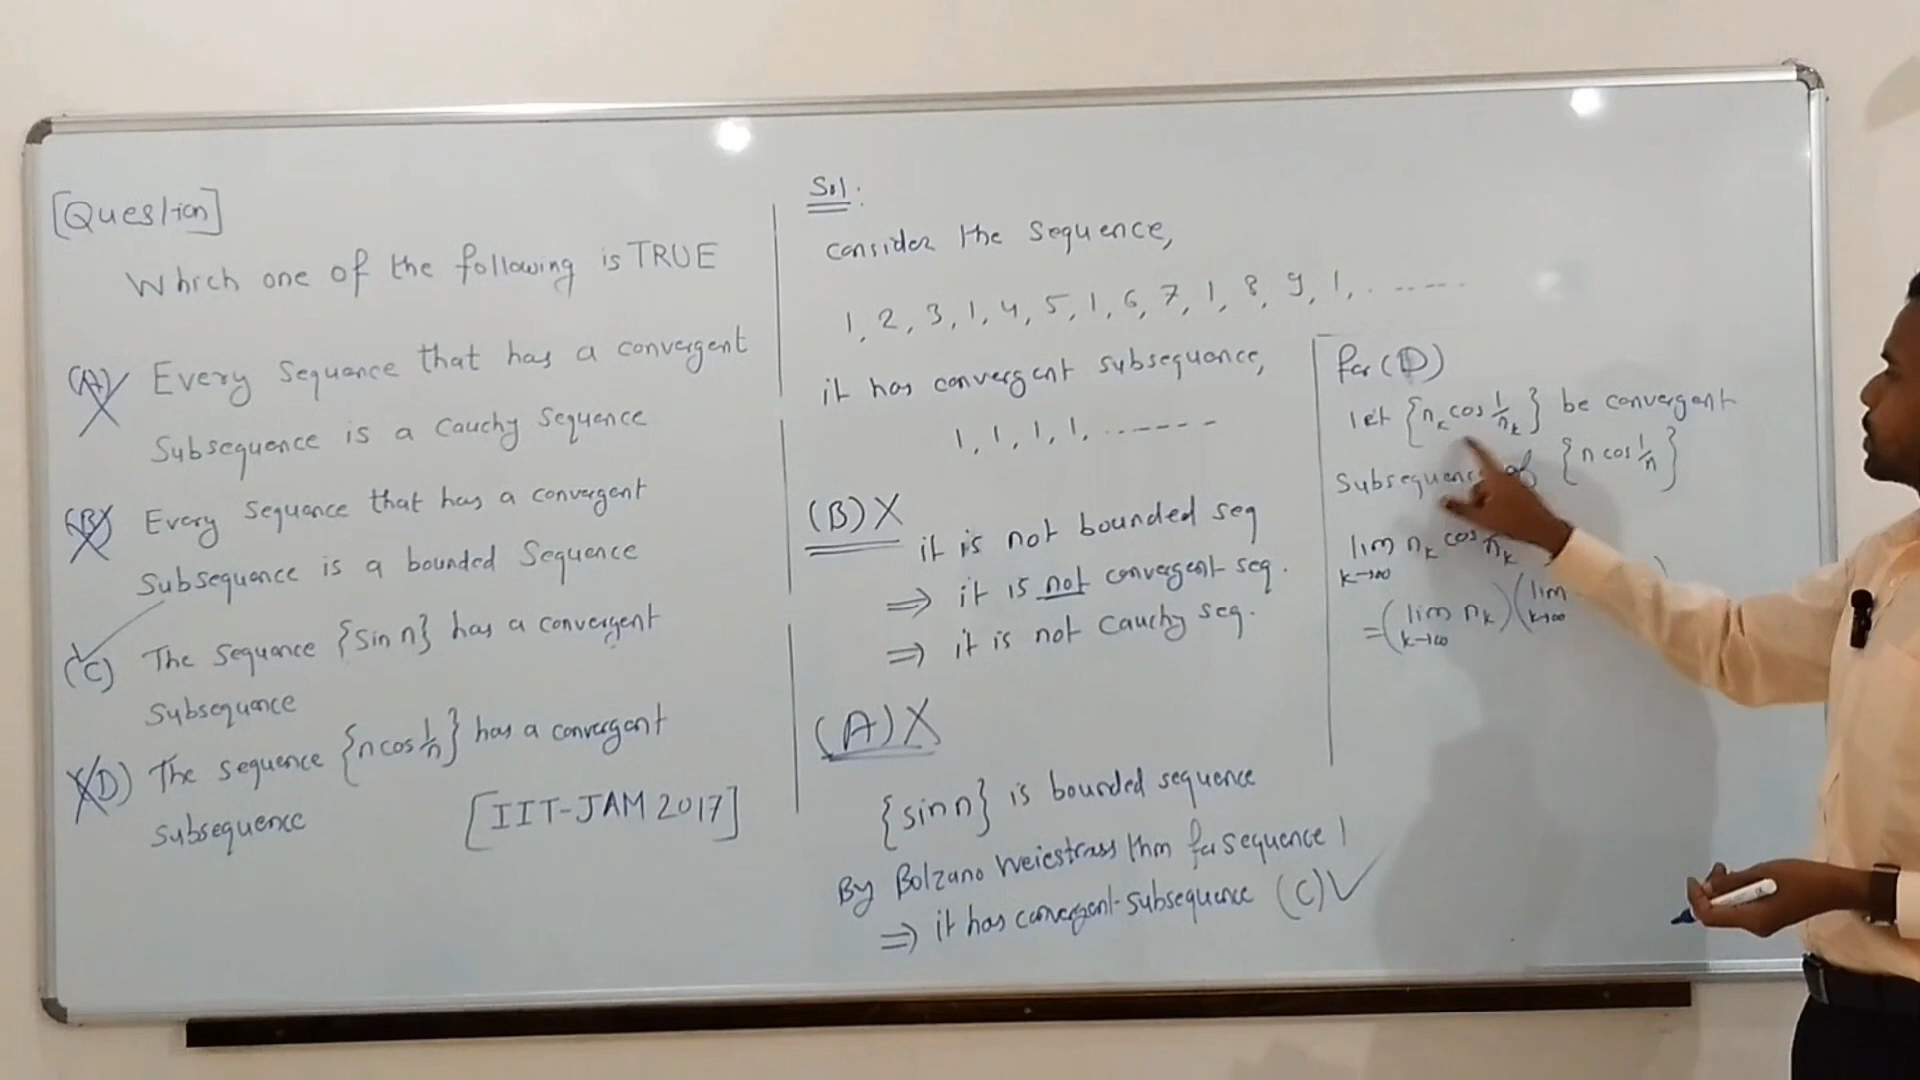 [Question]
Which one of the following is TRUE
(A) Every Sequence that has a convergent
Subsequence is a Cauchy Sequence
(B) Every Sequence that has a convergent
Subsequence is a bounded Sequence
(C) The Sequence {Sin n} has a convergent
Subsequence
(D) The sequence {n cos 1/n} has a convergent
subsequence [IIT-JAM 2017]
Sol:
consider the sequence,
1, 2, 3, 1, 4, 5, 1, 6, 7, 1, 8, 9, 1, ........
it has convergent subsequence,
1, 1, 1, 1, ........
(B) X it is not bounded seq
⇒ it is not convergent seq.
⇒ it is not Cauchy seq.
(A) X
{sin n} is bounded sequence
By Bolzano Weiestrass thm for sequence
⇒ it has convergent subsequence (C) ✓
for (D)
let {n_k cos 1/n_k} be convergent
Subsequence of {n cos 1/n}
lim k→∞ n_k cos 1/n_k
= (lim k→∞ n_k) (lim k→∞